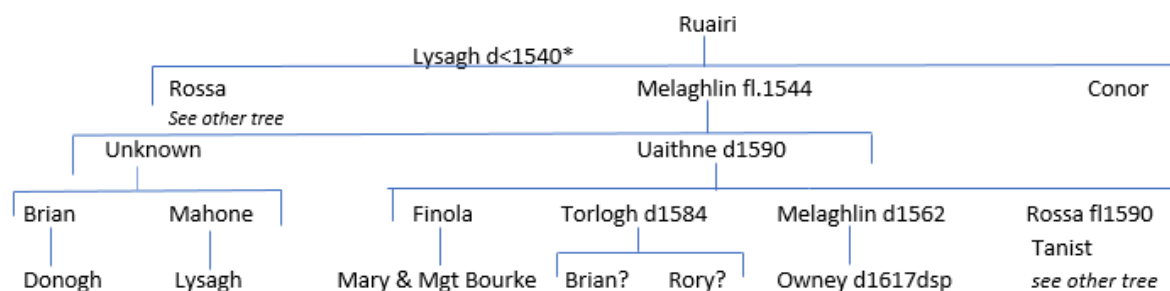 Ruairi
Lysagh d<1540*
Rossa Melaghlin fl.1544 Conor
See other tree
Unknown Uaithne d1590
Brian Mahone Finola Torlogh d1584 Melaghlin d1562 Rossa fl1590
Tanist
Donogh Lysagh Mary & Mgt Bourke Brian? Rory? Owney d1617dsp see other tree